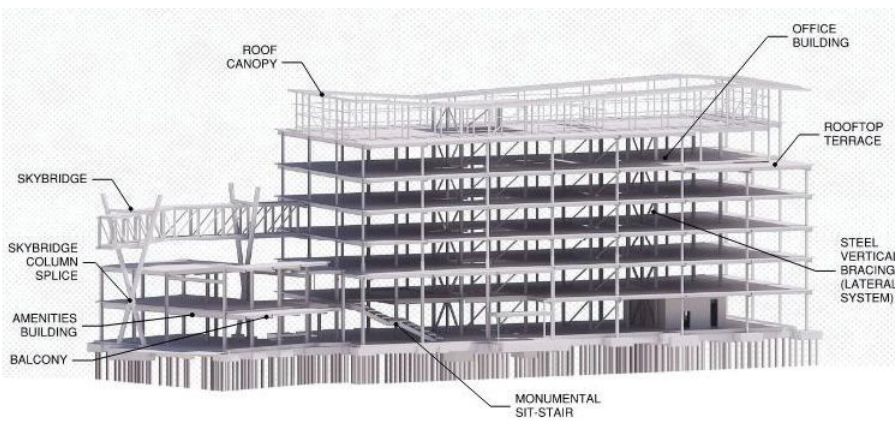 ROOF
CANOPY
OFFICE
BUILDING
ROOFTOP
TERRACE
SKYBRIDGE
SKYBRIDGE
COLUMN
SPLICE
STEEL
VERTICAL
BRACING
(LATERAL
SYSTEM)
AMENITIES
BUILDING
BALCONY
MONUMENTAL
SIT-STAIR